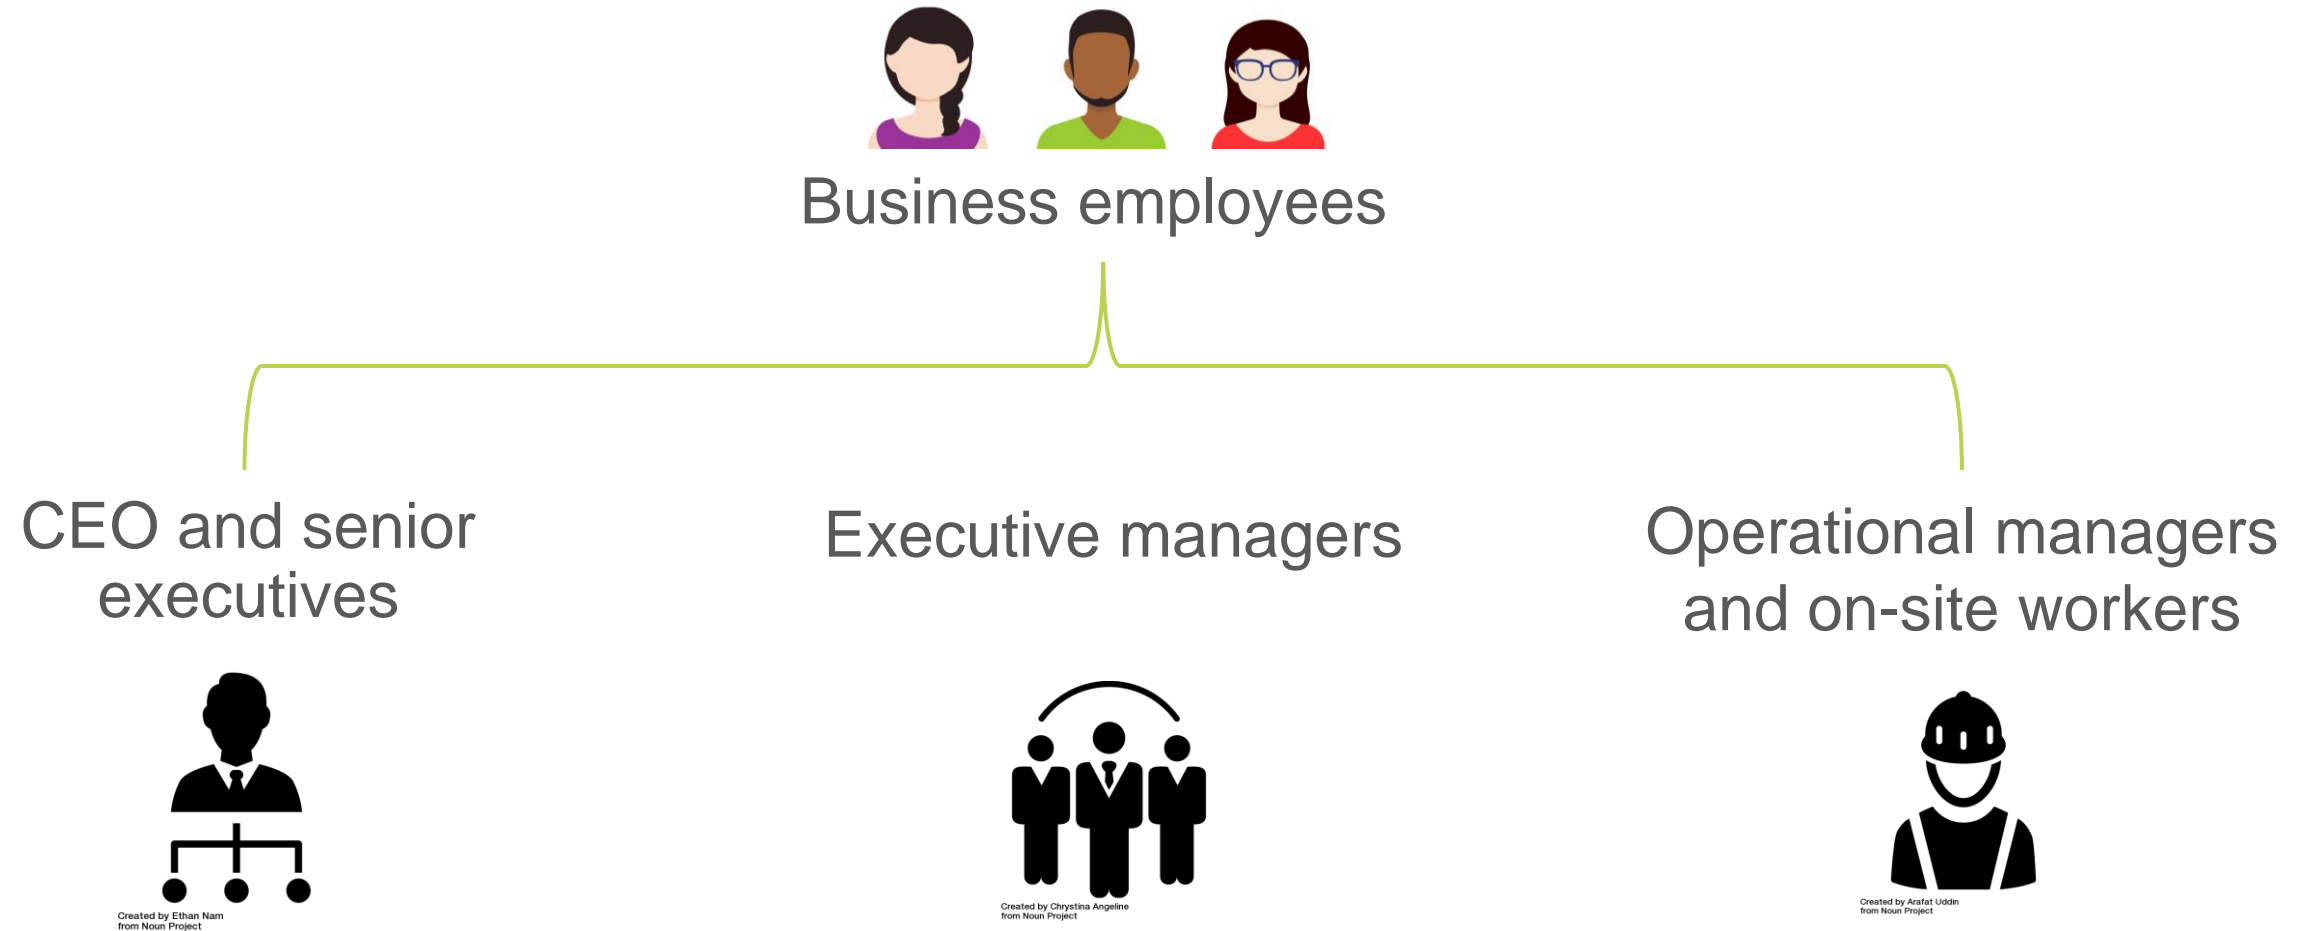 Business employees
CEO and senior
executives
Executive managers
Operational managers
and on-site workers
Created by Ethan Nam
from Noun Project
Created by Chrystina Angeline
from Noun Project
Created by Arafat Uddin
from Noun Project